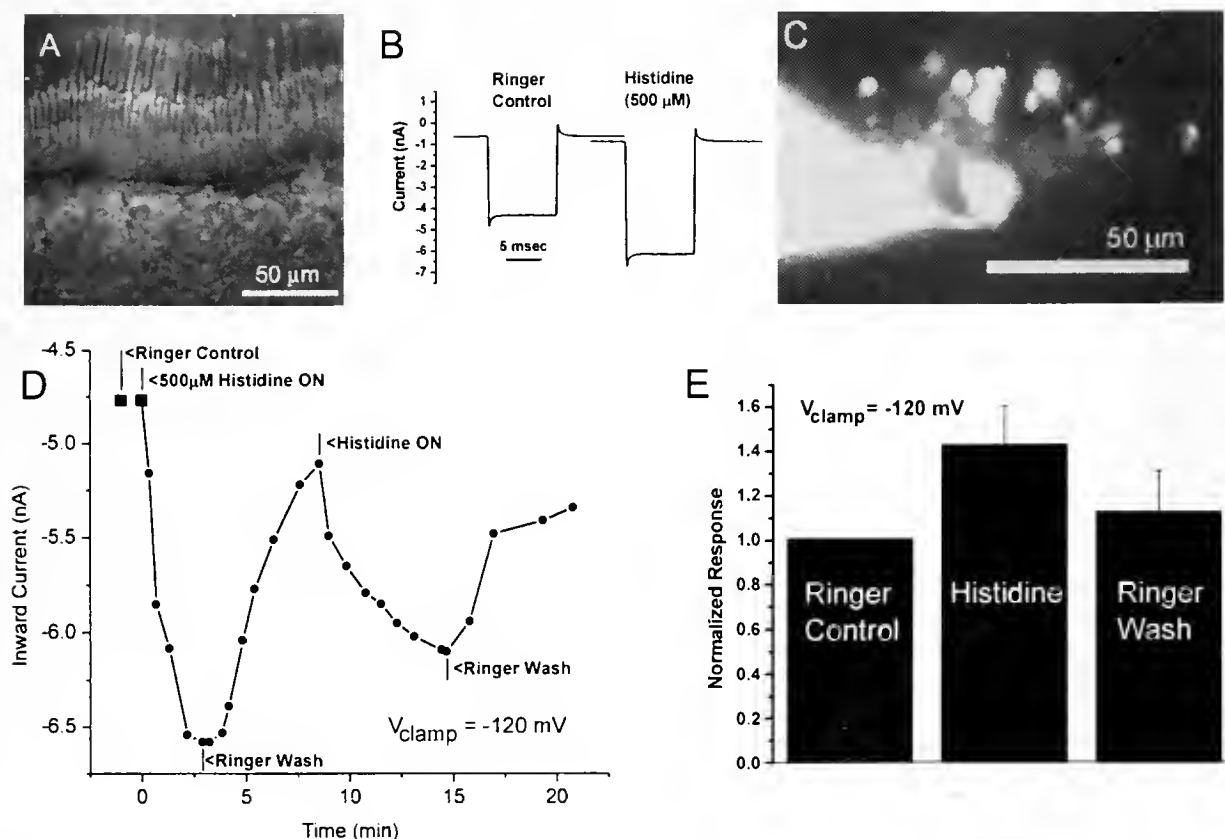 A
50 μm
B
Ringer
Control
Histidine
(500 μM)
Current (nA)
1
0
-1
-2
-3
-4
-5
-6
-7
5 msec
C
50 μm
D
Inward Current (nA)
-4.5
-5.0
-5.5
-6.0
-6.5
<Ringer Control
<500μM Histidine ON
<Histidine ON
<Ringer Wash
<Ringer Wash
Vclamp = -120 mV
0
5
10
15
20
Time (min)
E
Normalized Response
1.6
1.4
1.2
1.0
0.8
0.6
0.4
0.2
0.0
Vclamp = -120 mV
Ringer
Control
Histidine
Ringer
Wash